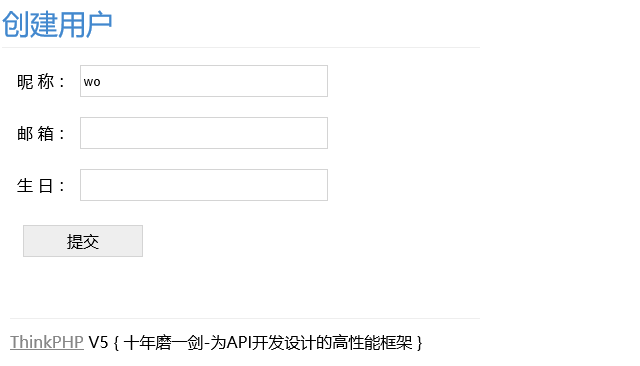 创建用户
昵 称： wo
邮 箱：
生 日：
提交
ThinkPHP V5 { 十年磨一剑-为API开发设计的高性能框架 }